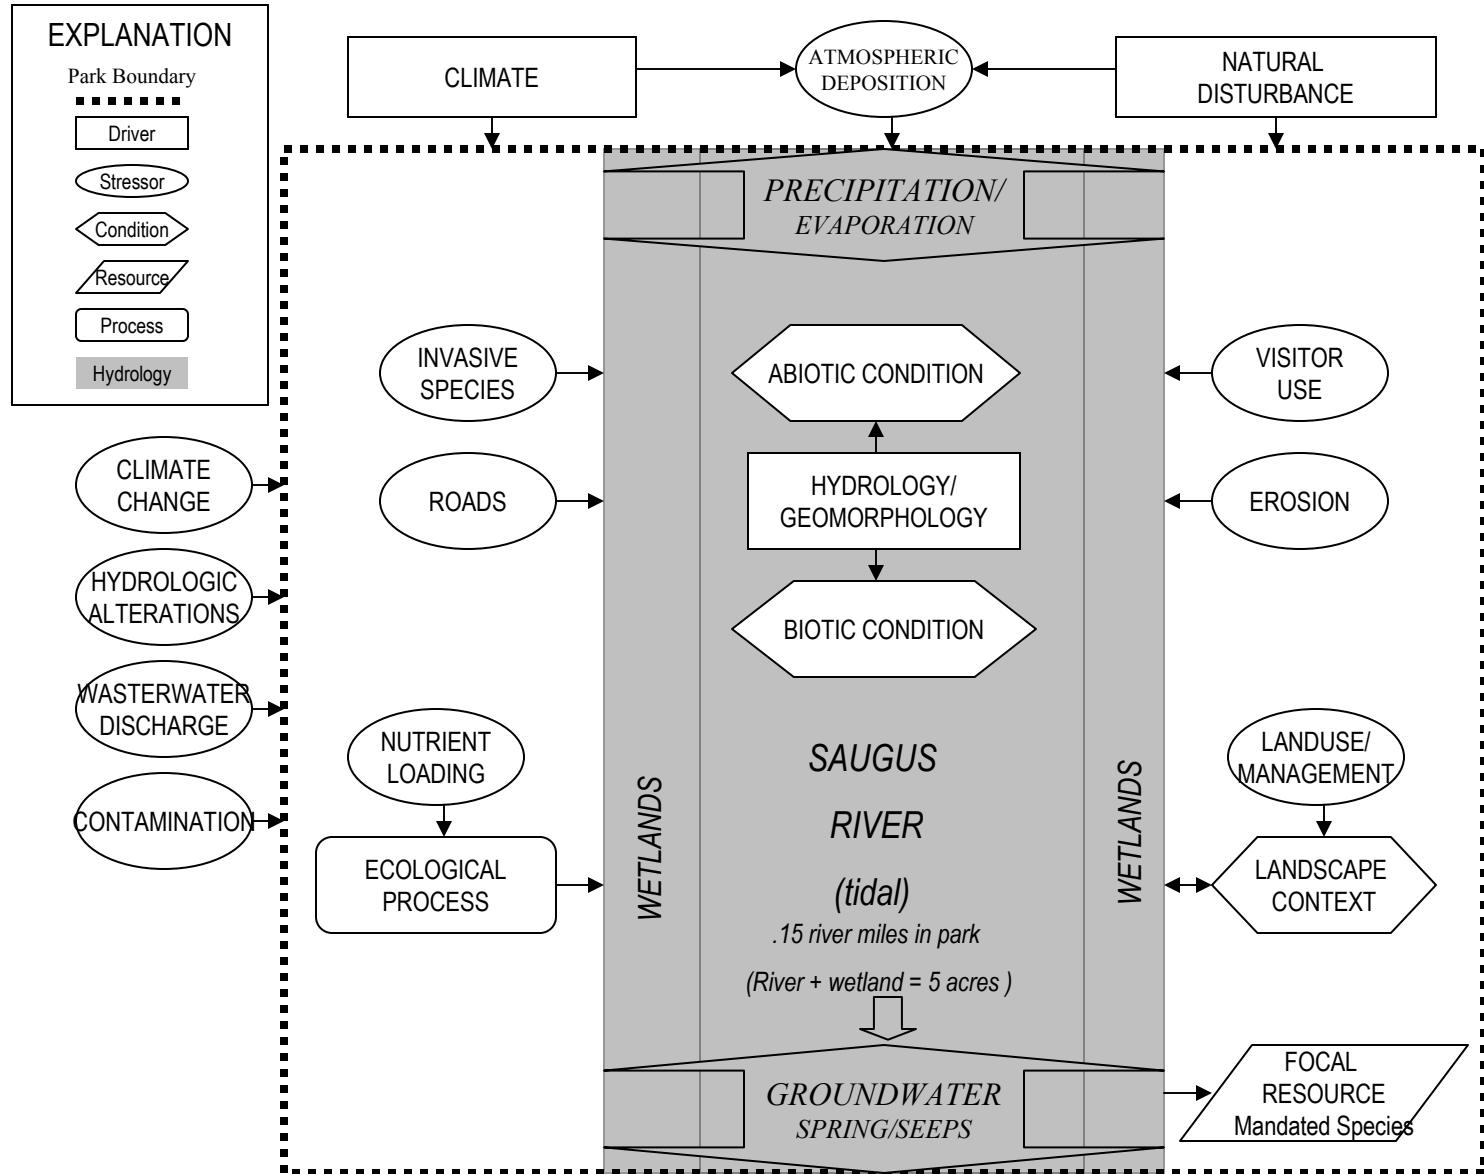 EXPLANATION
Park Boundary
Driver
Stressor
Condition
Resource
Process
Hydrology
CLIMATE
ATMOSPHERIC
DEPOSITION
NATURAL
DISTURBANCE
PRECIPITATION/
EVAPORATION
INVASIVE
SPECIES
ABIOTIC CONDITION
VISITOR
USE
CLIMATE
CHANGE
ROADS
HYDROLOGY/
GEOMORPHOLOGY
EROSION
HYDROLOGIC
ALTERATIONS
BIOTIC CONDITION
WASTERWATER
DISCHARGE
NUTRIENT
LOADING
SAUGUS
RIVER
(tidal)
.15 river miles in park
(River + wetland = 5 acres )
LANDUSE/
MANAGEMENT
CONTAMINATION
ECOLOGICAL
PROCESS
WETLANDS
WETLANDS
LANDSCAPE
CONTEXT
GROUNDWATER
SPRING/SEEPS
FOCAL
RESOURCE
Mandated Species